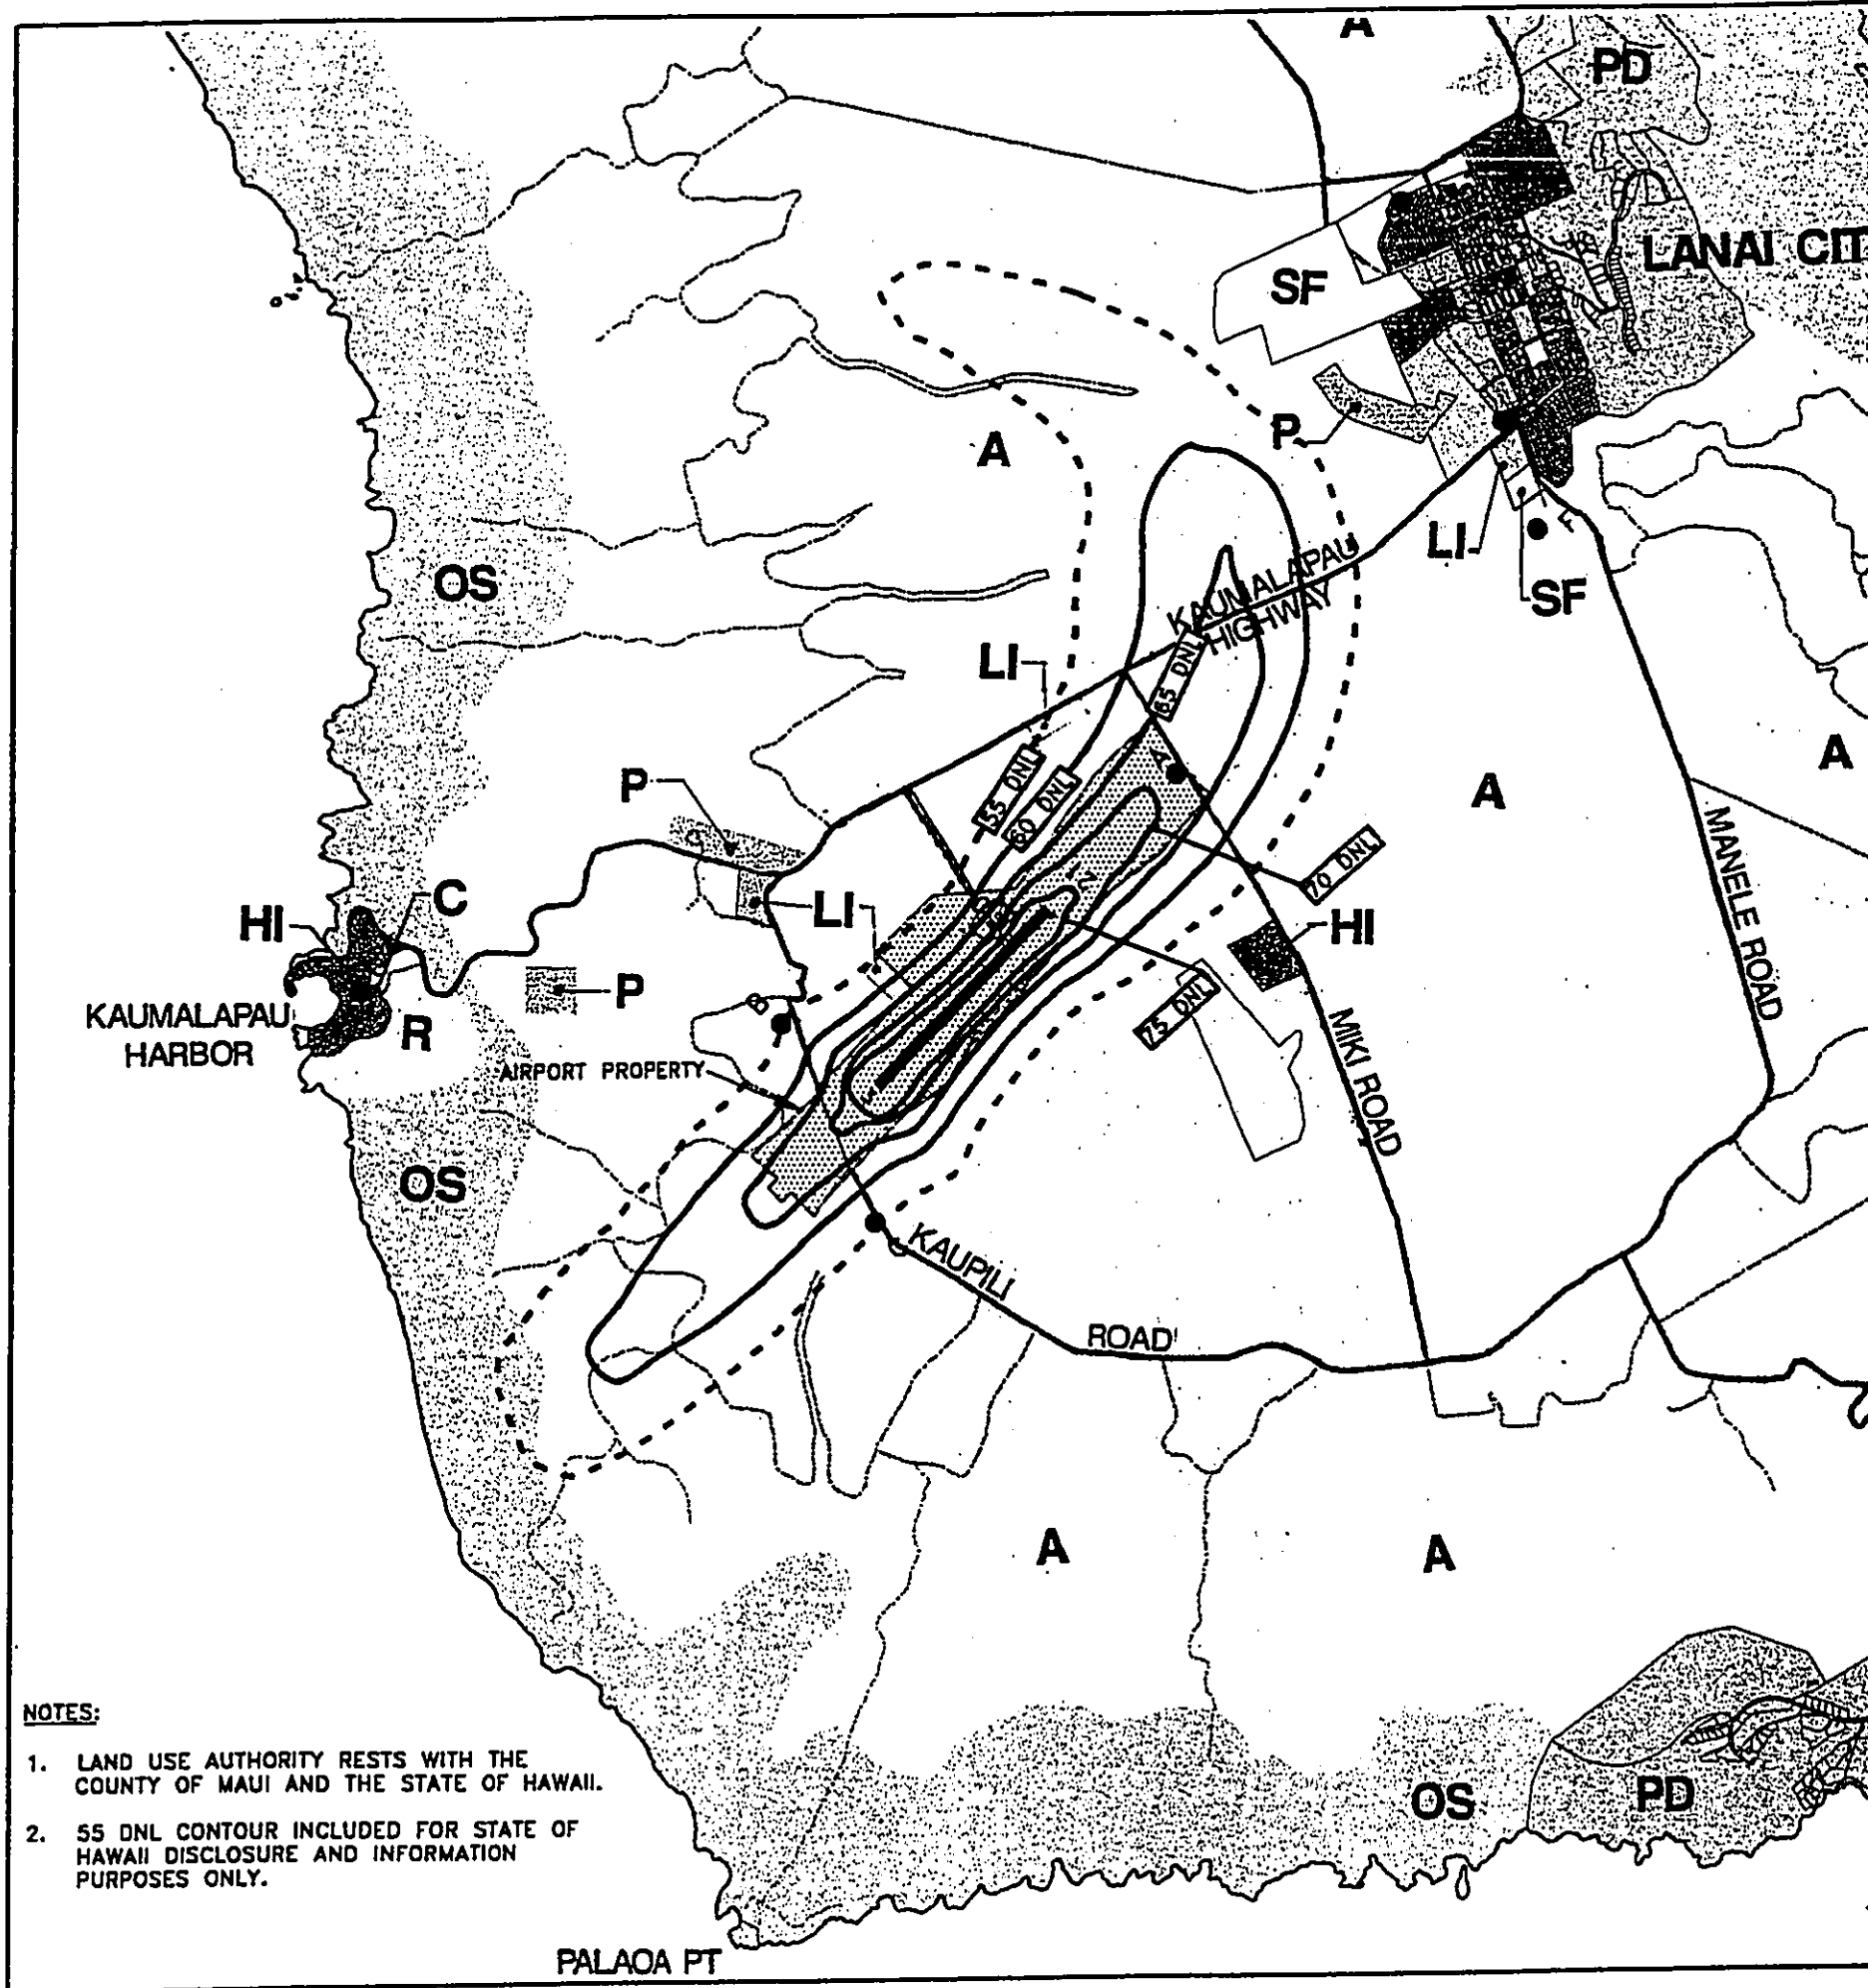 A
PD
LANAI CIT
SF
P
A
LI
F
SF
OS
KAUMALAPAU
HIGHWAY
LI
65 DNL
A
A
55 DNL
60 DNL
A
P
MANELE ROAD
70 DNL
LI
C
HI
HI
P
KAUMALAPAU
HARBOR
R
B
75 DNL
MIKI ROAD
AIRPORT PROPERTY
OS
C
KAUPILI
ROAD
A
A
NOTES:
1. LAND USE AUTHORITY RESTS WITH THE
COUNTY OF MAUI AND THE STATE OF HAWAII.
2. 55 DNL CONTOUR INCLUDED FOR STATE OF
HAWAII DISCLOSURE AND INFORMATION
PURPOSES ONLY.
OS
PD
PALAOA PT